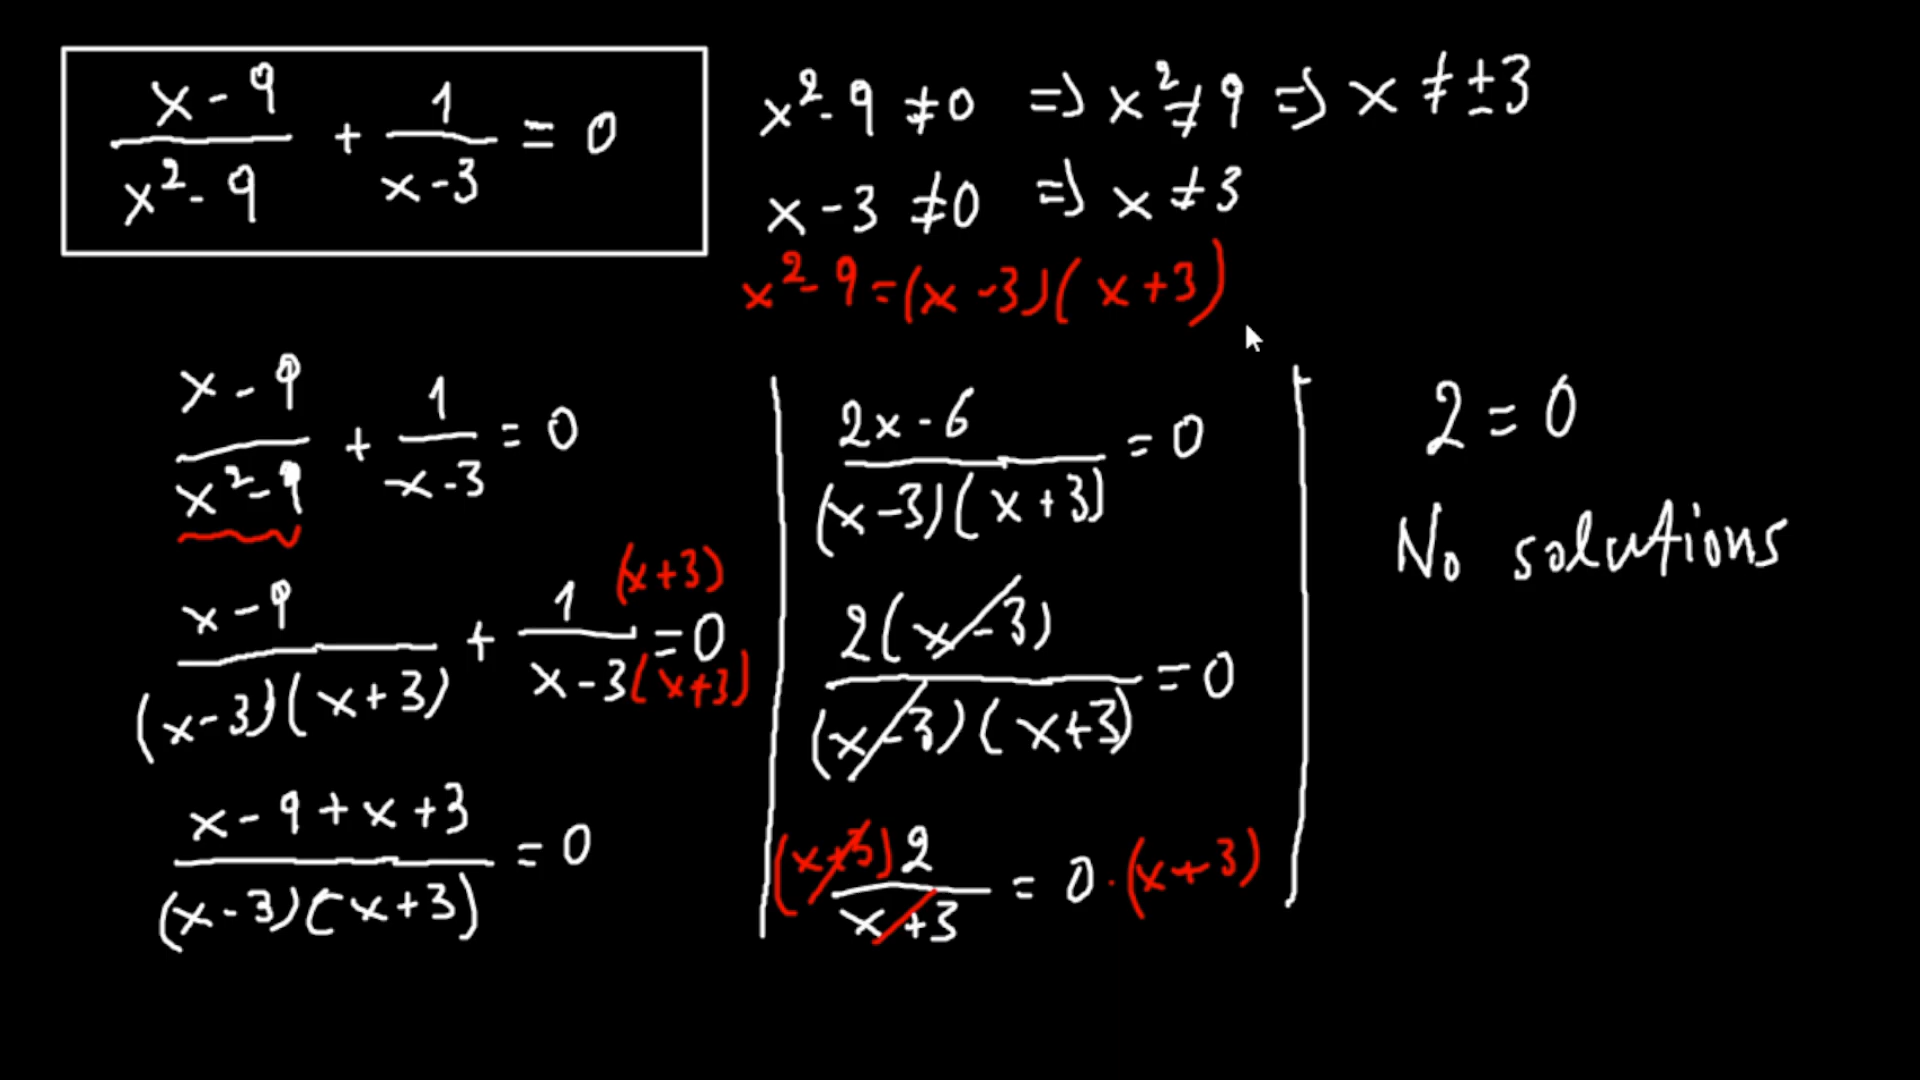 (x-9)/(x²-9) + 1/(x-3) = 0
x²-9 ≠ 0 => x² ≠ 9 => x ≠ ±3
x-3 ≠ 0 => x ≠ 3
x²-9 = (x-3)(x+3)
(x-9)/(x²-9) + 1/(x-3) = 0
(x-9)/((x-3)(x+3)) + 1(x+3)/(x-3(x+3)) = 0
(x-9+x+3)/((x-3)(x+3)) = 0
(2x-6)/((x-3)(x+3)) = 0
2(x-3)/((x-3)(x+3)) = 0
(x+3) 2/(x+3) = 0·(x+3)
2 = 0
No solutions